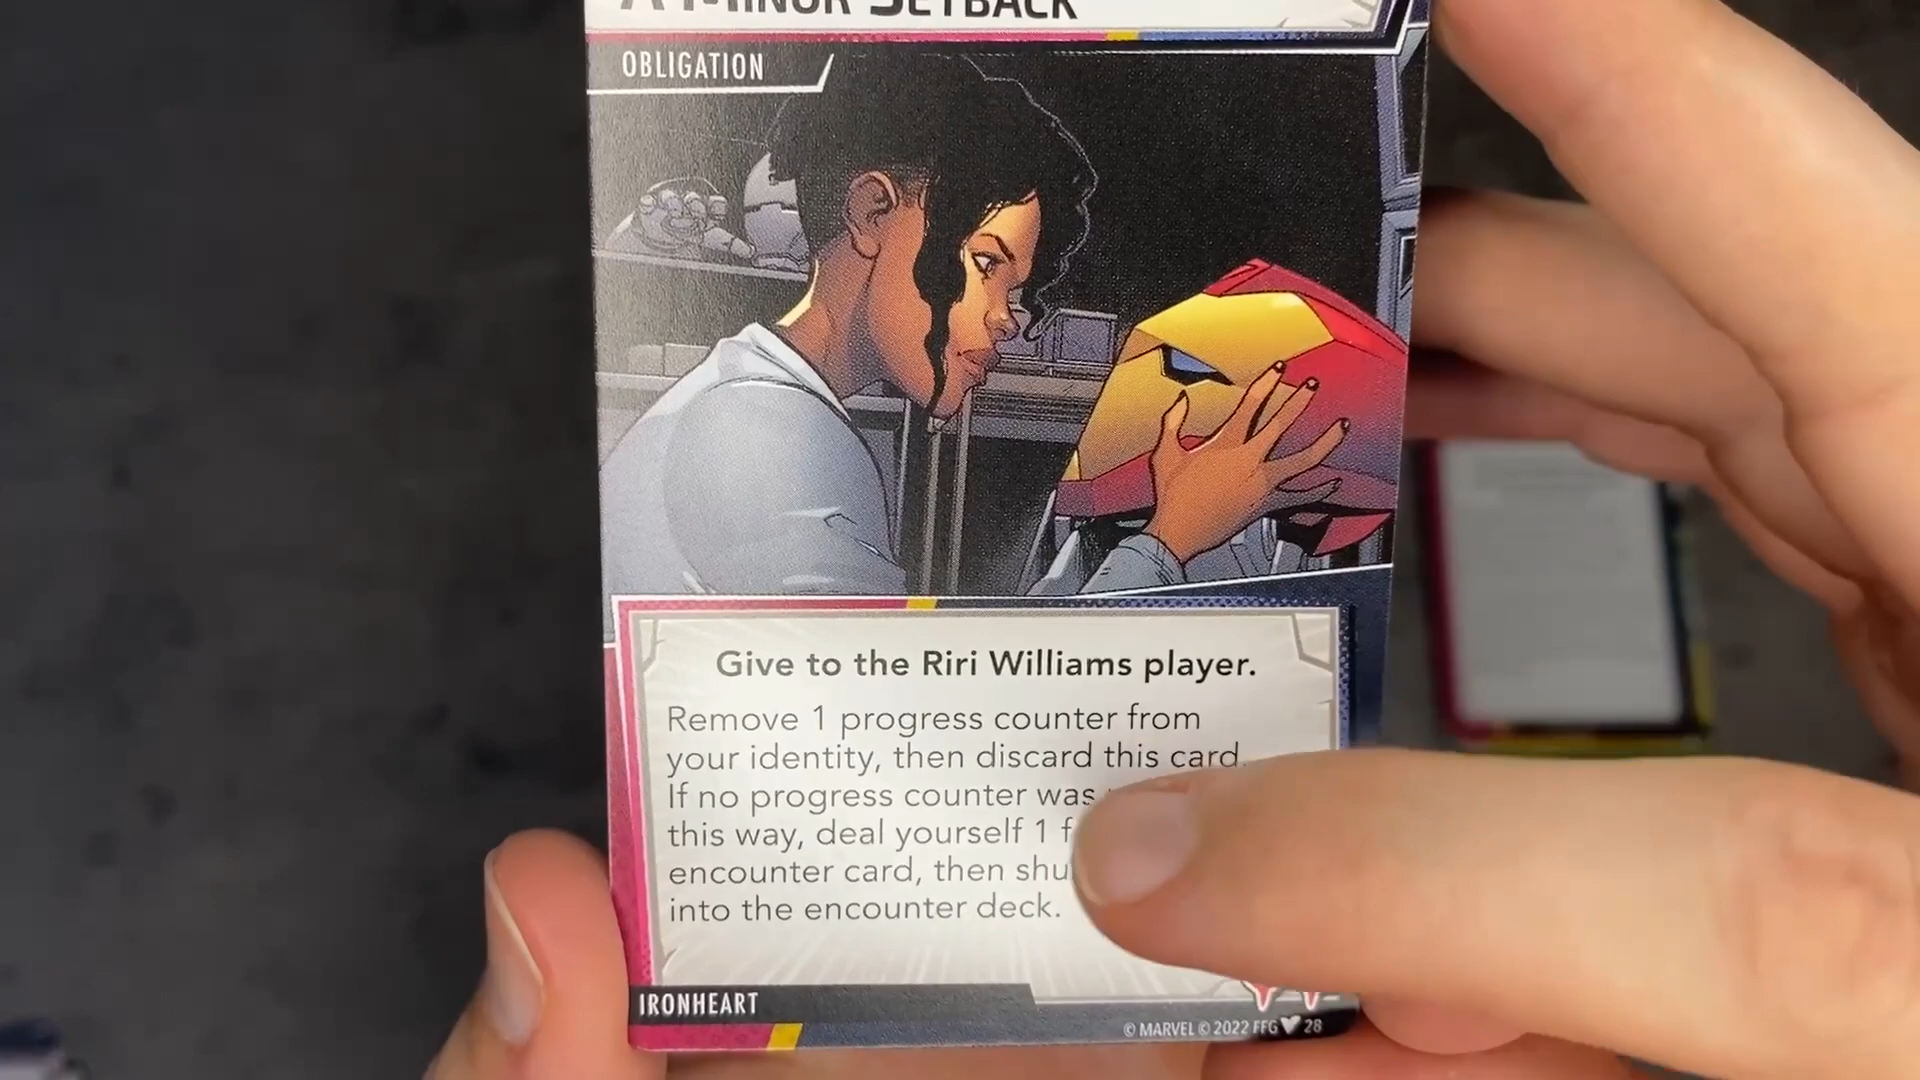 A MINOR SETBACK
OBLIGATION
Give to the Riri Williams player.
Remove 1 progress counter from
your identity, then discard this card.
If no progress counter was
this way, deal yourself 1
encounter card, then
into the encounter deck.
IRONHEART
© MARVEL © 2022 FFG 28